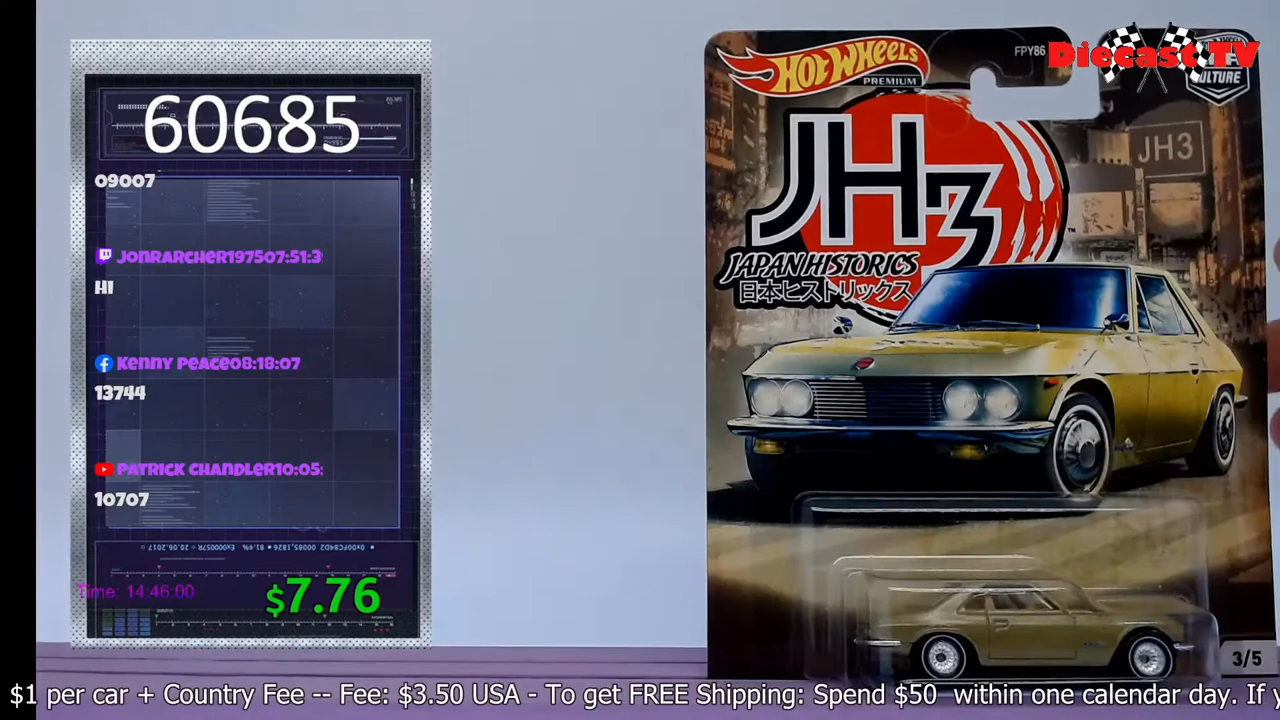 60685
09007
JONRARCHER197507:51:3
HI
KENNY PEACE08:18:07
13744
PATRICK CHANDLER10:05:
10707
Time: 14:46:00
$7.76
HOT WHEELS
PREMIUM
FPY86
Diecast TV
CULTURE
JH3
JH3
JAPAN HISTORICS
日本ヒストリックス
3/5
$1 per car + Country Fee -- Fee: $3.50 USA - To get FREE Shipping: Spend $50 within one calendar day. If y